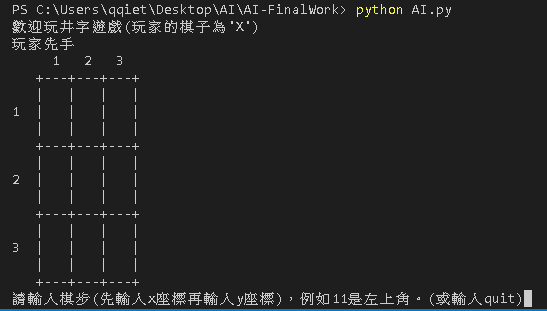 PS C:\Users\qqiet\Desktop\AI\AI-FinalWork> python AI.py
歡迎玩井字遊戲(玩家的棋子為'X')
玩家先手
1 2 3
+---+---+---+
| | | |
1 | | | |
| | | |
+---+---+---+
| | | |
2 | | | |
| | | |
+---+---+---+
| | | |
3 | | | |
| | | |
+---+---+---+
請輸入棋步(先輸入x座標再輸入y座標)，例如11是左上角。(或輸入quit)